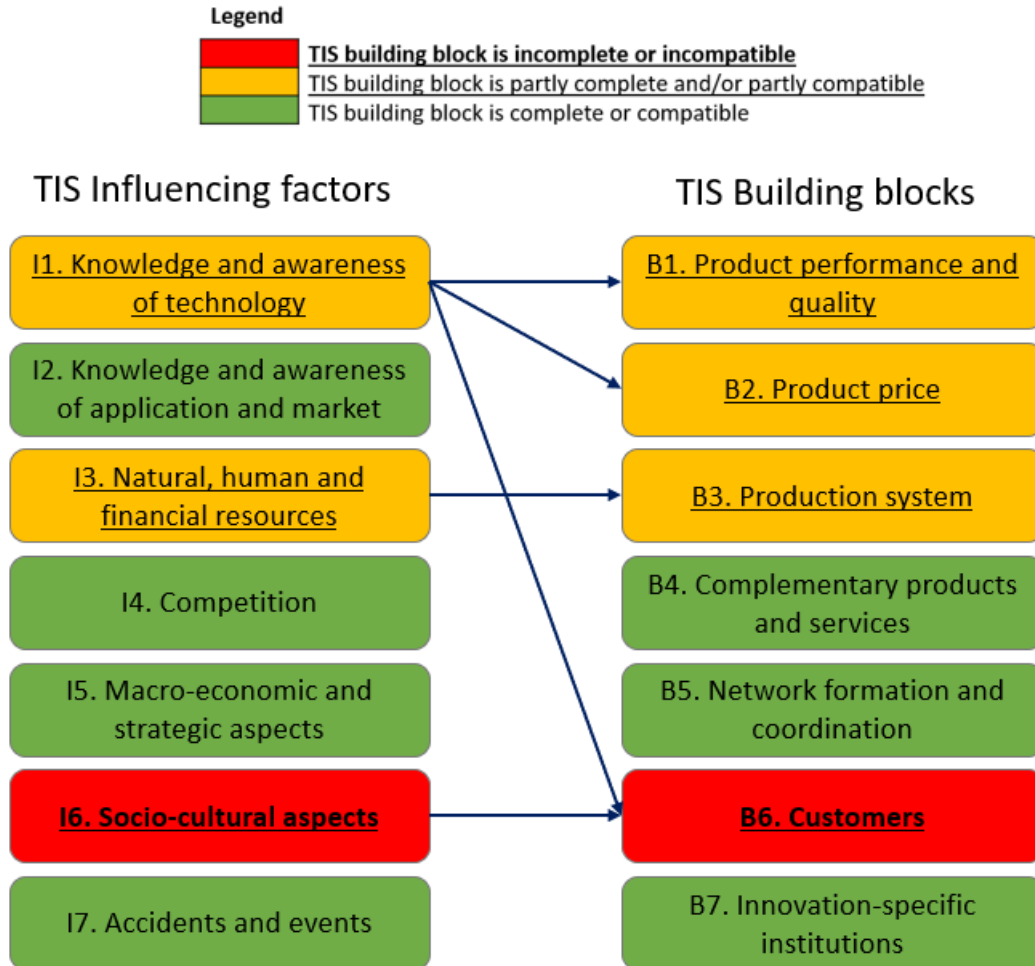 Legend
TIS building block is incomplete or incompatible
TIS building block is partly complete and/or partly compatible
TIS building block is complete or compatible
TIS Influencing factors
TIS Building blocks
I1. Knowledge and awareness
of technology
B1. Product performance and
quality
I2. Knowledge and awareness
of application and market
B2. Product price
I3. Natural, human and
financial resources
B3. Production system
I4. Competition
B4. Complementary products
and services
I5. Macro-economic and
strategic aspects
B5. Network formation and
coordination
I6. Socio-cultural aspects
B6. Customers
I7. Accidents and events
B7. Innovation-specific
institutions